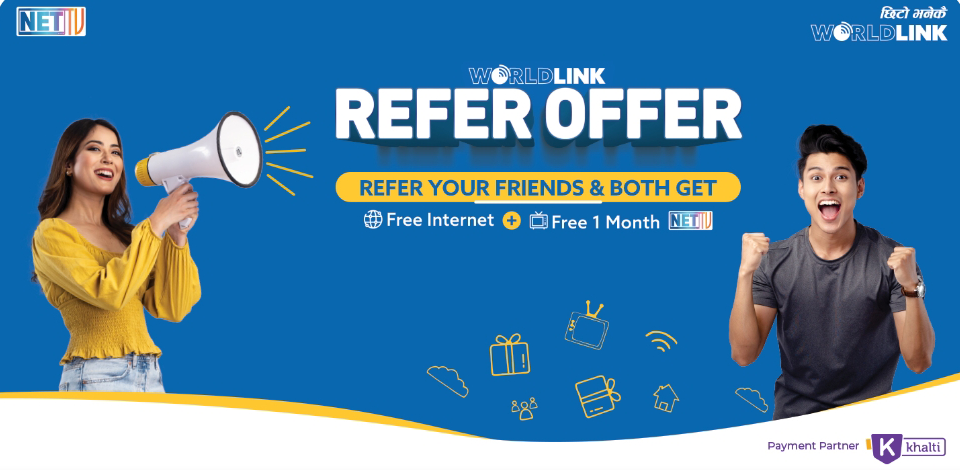 NETTV
छिटो भनेकै
WORLDLINK
WORLDLINK
REFER OFFER
REFER YOUR FRIENDS & BOTH GET
Free Internet + Free 1 Month NETTV
Payment Partner K khalti